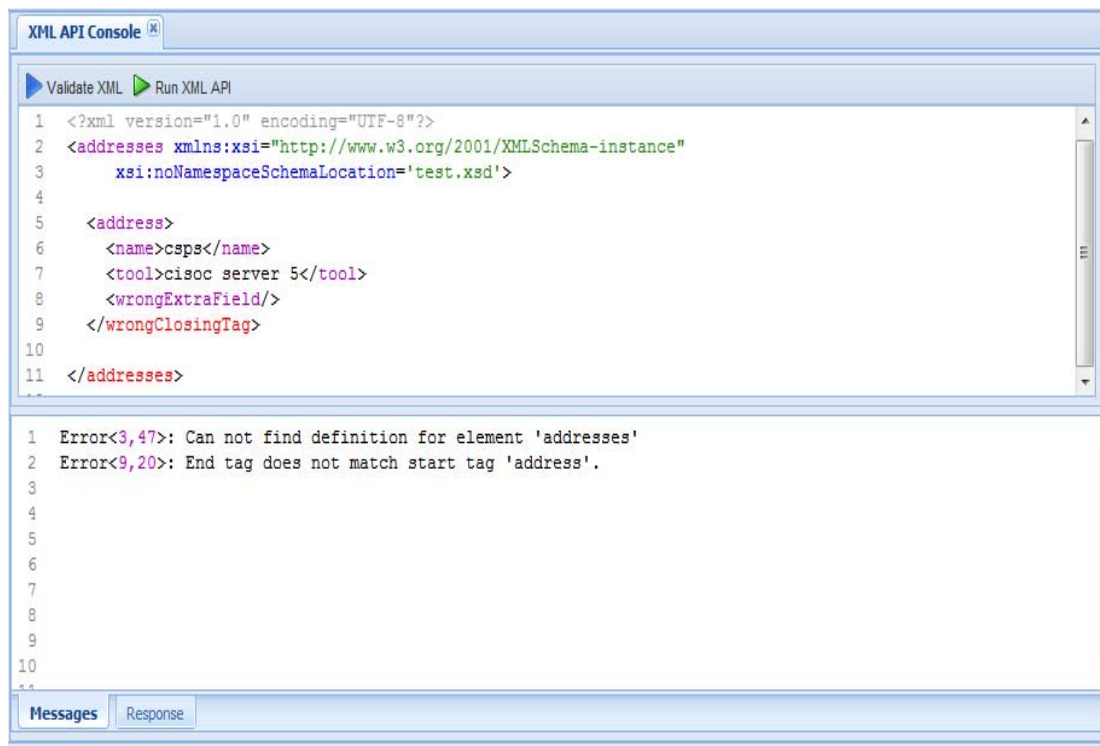 XML API Console
Validate XML Run XML API
1 <?xml version="1.0" encoding="UTF-8"?>
2 <addresses xmlns:xsi="http://www.w3.org/2001/XMLSchema-instance"
3 xsi:noNamespaceSchemaLocation='test.xsd'>
4
5 <address>
6 <name>csps</name>
7 <tool>cisoc server 5</tool>
8 <wrongExtraField/>
9 </wrongClosingTag>
10
11 </addresses>
1 Error<3,47>: Can not find definition for element 'addresses'
2 Error<9,20>: End tag does not match start tag 'address'.
3
4
5
6
7
8
9
10
Messages Response